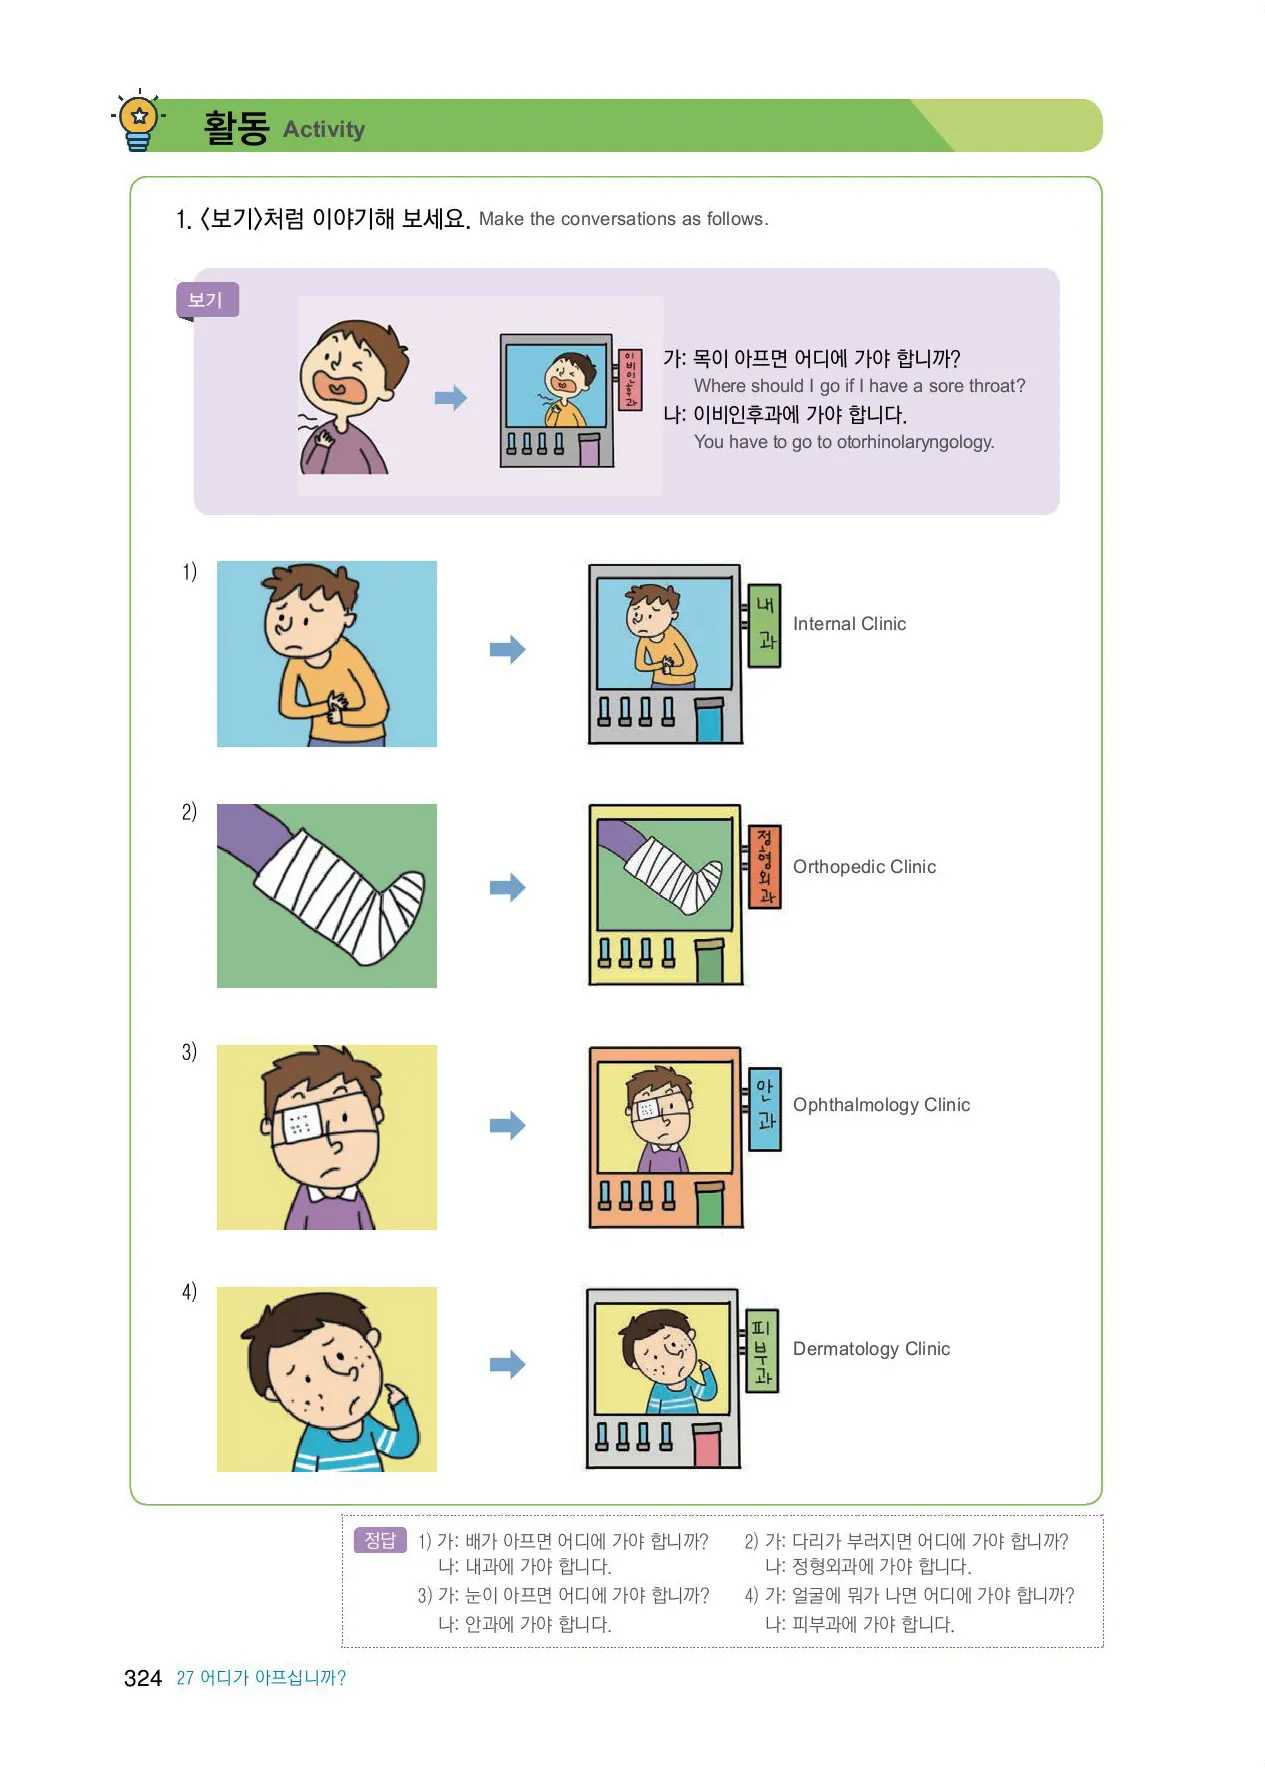 활동 Activity
1. 〈보기〉처럼 이야기해 보세요. Make the conversations as follows.
보기
이비인후과
가: 목이 아프면 어디에 가야 합니까?
Where should I go if I have a sore throat?
나: 이비인후과에 가야 합니다.
You have to go to otorhinolaryngology.
1)
내과
Internal Clinic
2)
정형외과
Orthopedic Clinic
3)
안과
Ophthalmology Clinic
4)
피부과
Dermatology Clinic
정답
1) 가: 배가 아프면 어디에 가야 합니까?
나: 내과에 가야 합니다.
2) 가: 다리가 부러지면 어디에 가야 합니까?
나: 정형외과에 가야 합니다.
3) 가: 눈이 아프면 어디에 가야 합니까?
나: 안과에 가야 합니다.
4) 가: 얼굴에 뭐가 나면 어디에 가야 합니까?
나: 피부과에 가야 합니다.
324 27 어디가 아프십니까?